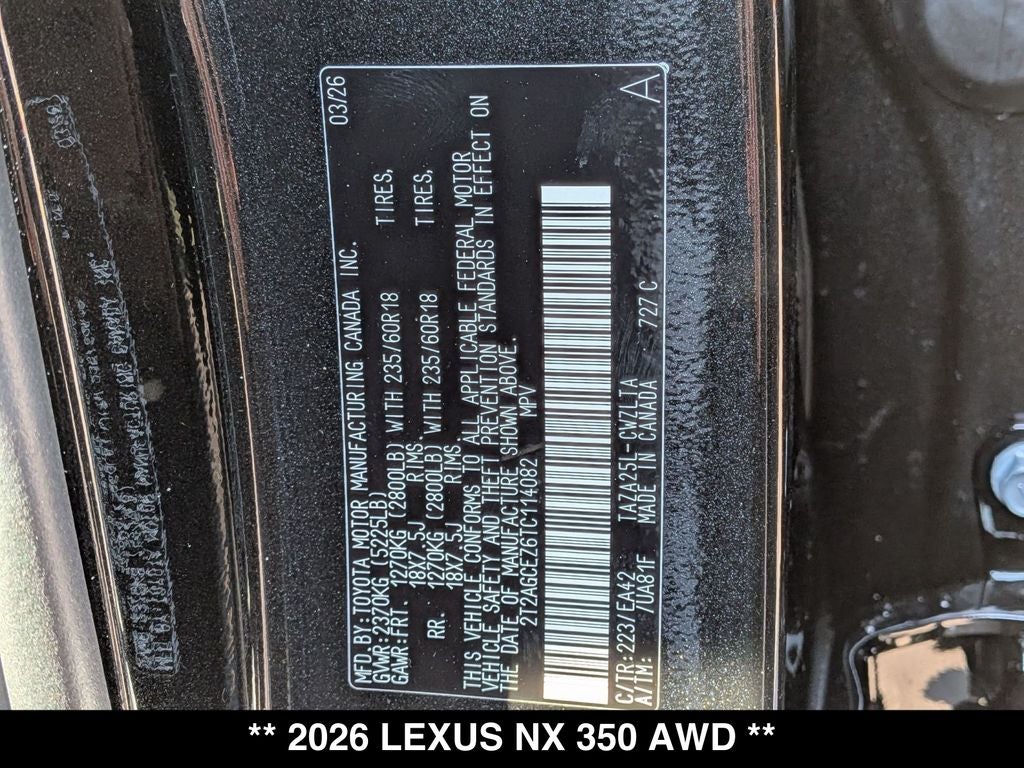 MFD.BY:TOYOTA MOTOR MANUFACTURING CANADA INC. 03/26
GVWR:2370KG (5225LB)
GAWR:FRT. 1270KG (2800LB) WITH 235/60R18 TIRES,
18X7.5J RIMS.
RR. 1270KG (2800LB) WITH 235/60R18 TIRES,
18X7.5J RIMS.
THIS VEHICLE CONFORMS TO ALL APPLICABLE FEDERAL MOTOR
VEHICLE SAFETY AND THEFT PREVENTION STANDARDS IN EFFECT ON
THE DATE OF MANUFACTURE SHOWN ABOVE.
2T2AGCEZ6TC114082 MPV
C/TR:223/EA42 TAZA25L-CWZLTA 727C
A/TM: /UA81F MADE IN CANADA
A
** 2026 LEXUS NX 350 AWD **